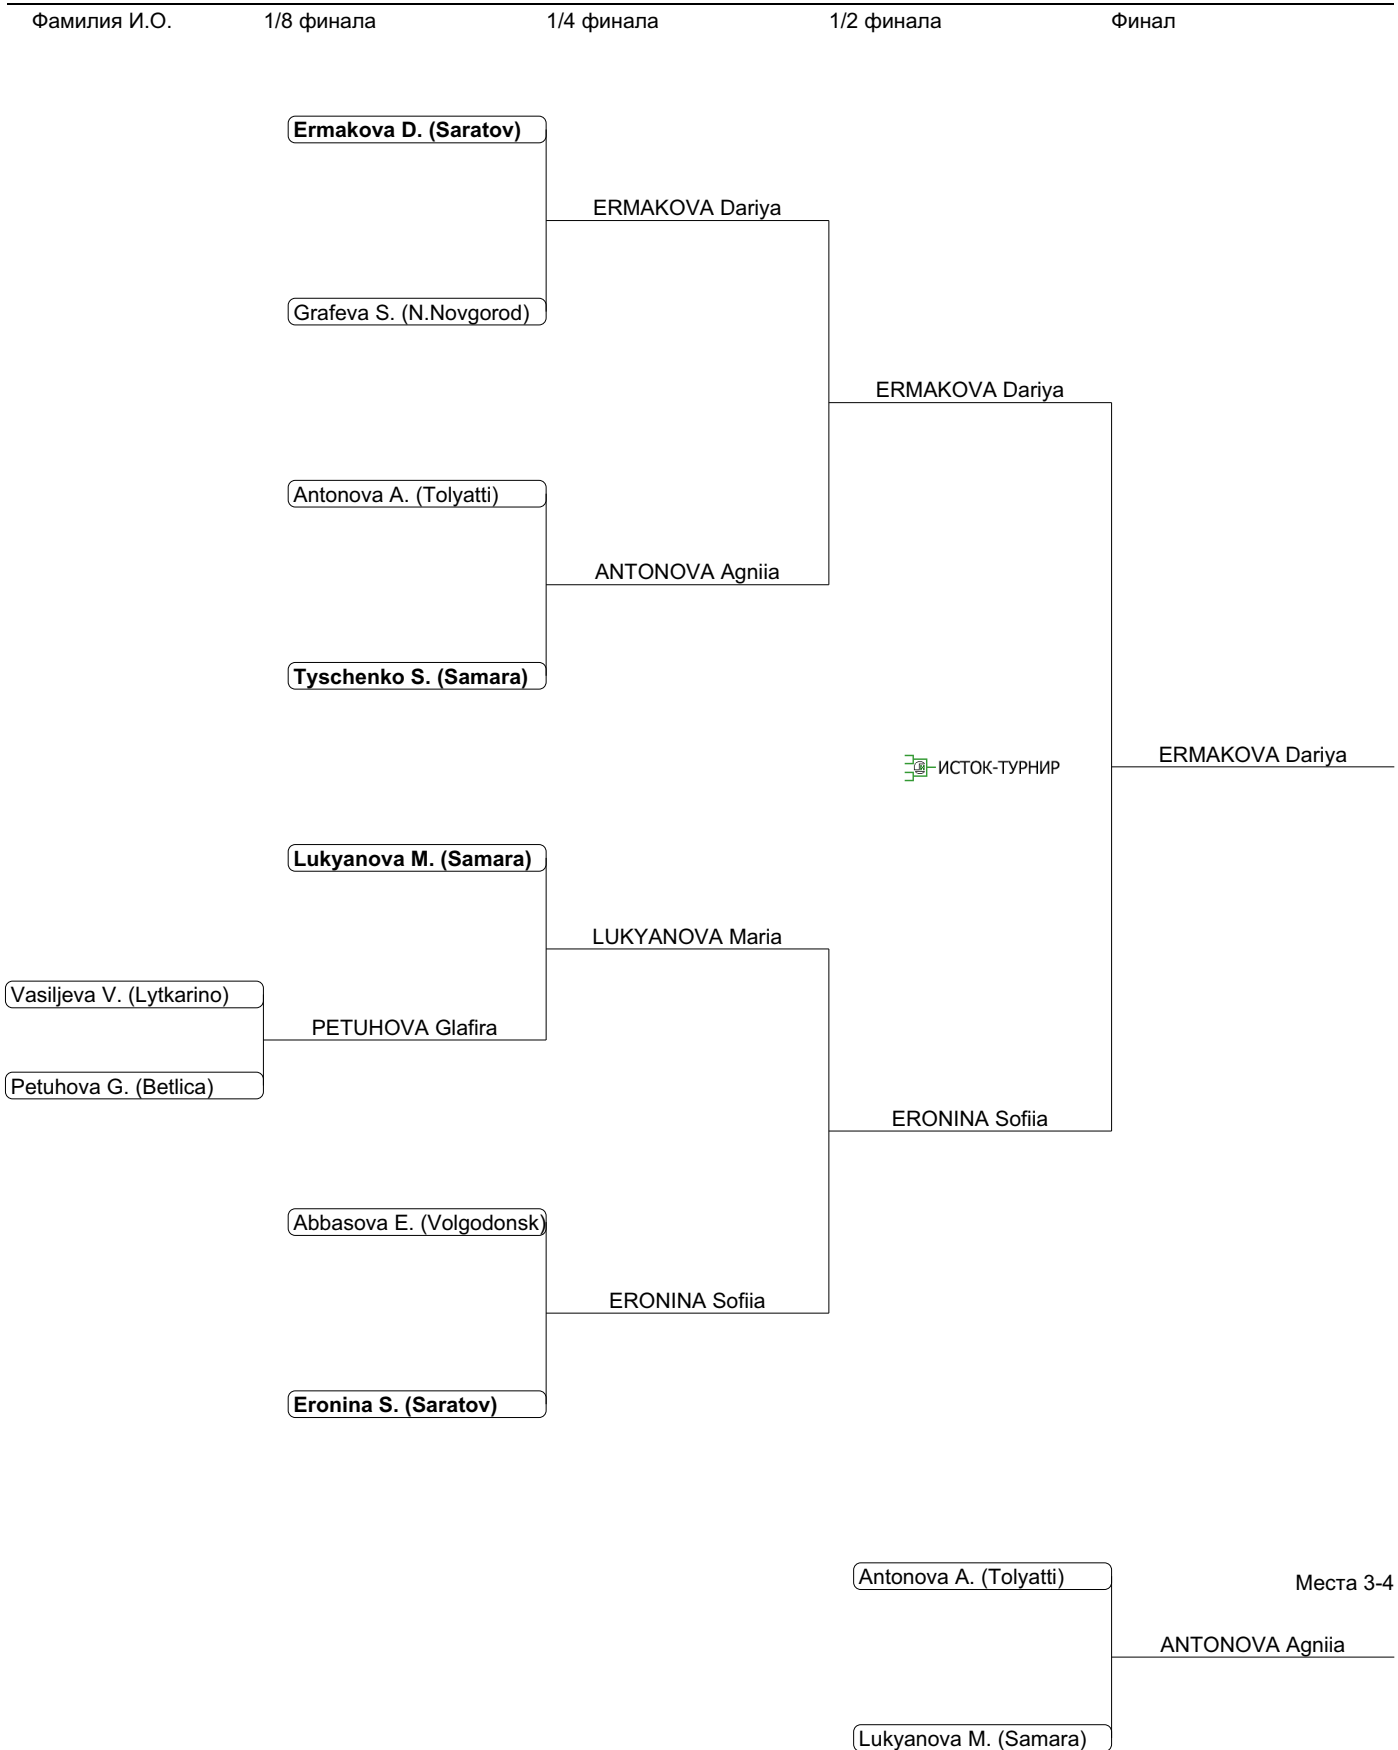 Фамилия И.О. 1/8 финала 1/4 финала 1/2 финала Финал
Ermakova D. (Saratov)
ERMAKOVA Dariya
Grafeva S. (N.Novgorod)
ERMAKOVA Dariya
Antonova A. (Tolyatti)
ANTONOVA Agniia
Tyschenko S. (Samara)
ERMAKOVA Dariya
ИСТОК-ТУРНИР
Lukyanova M. (Samara)
LUKYANOVA Maria
Vasiljeva V. (Lytkarino)
PETUHOVA Glafira
Petuhova G. (Betlica)
ERONINA Sofiia
Abbasova E. (Volgodonsk)
ERONINA Sofiia
Eronina S. (Saratov)
Antonova A. (Tolyatti)
Места 3-4
ANTONOVA Agniia
Lukyanova M. (Samara)